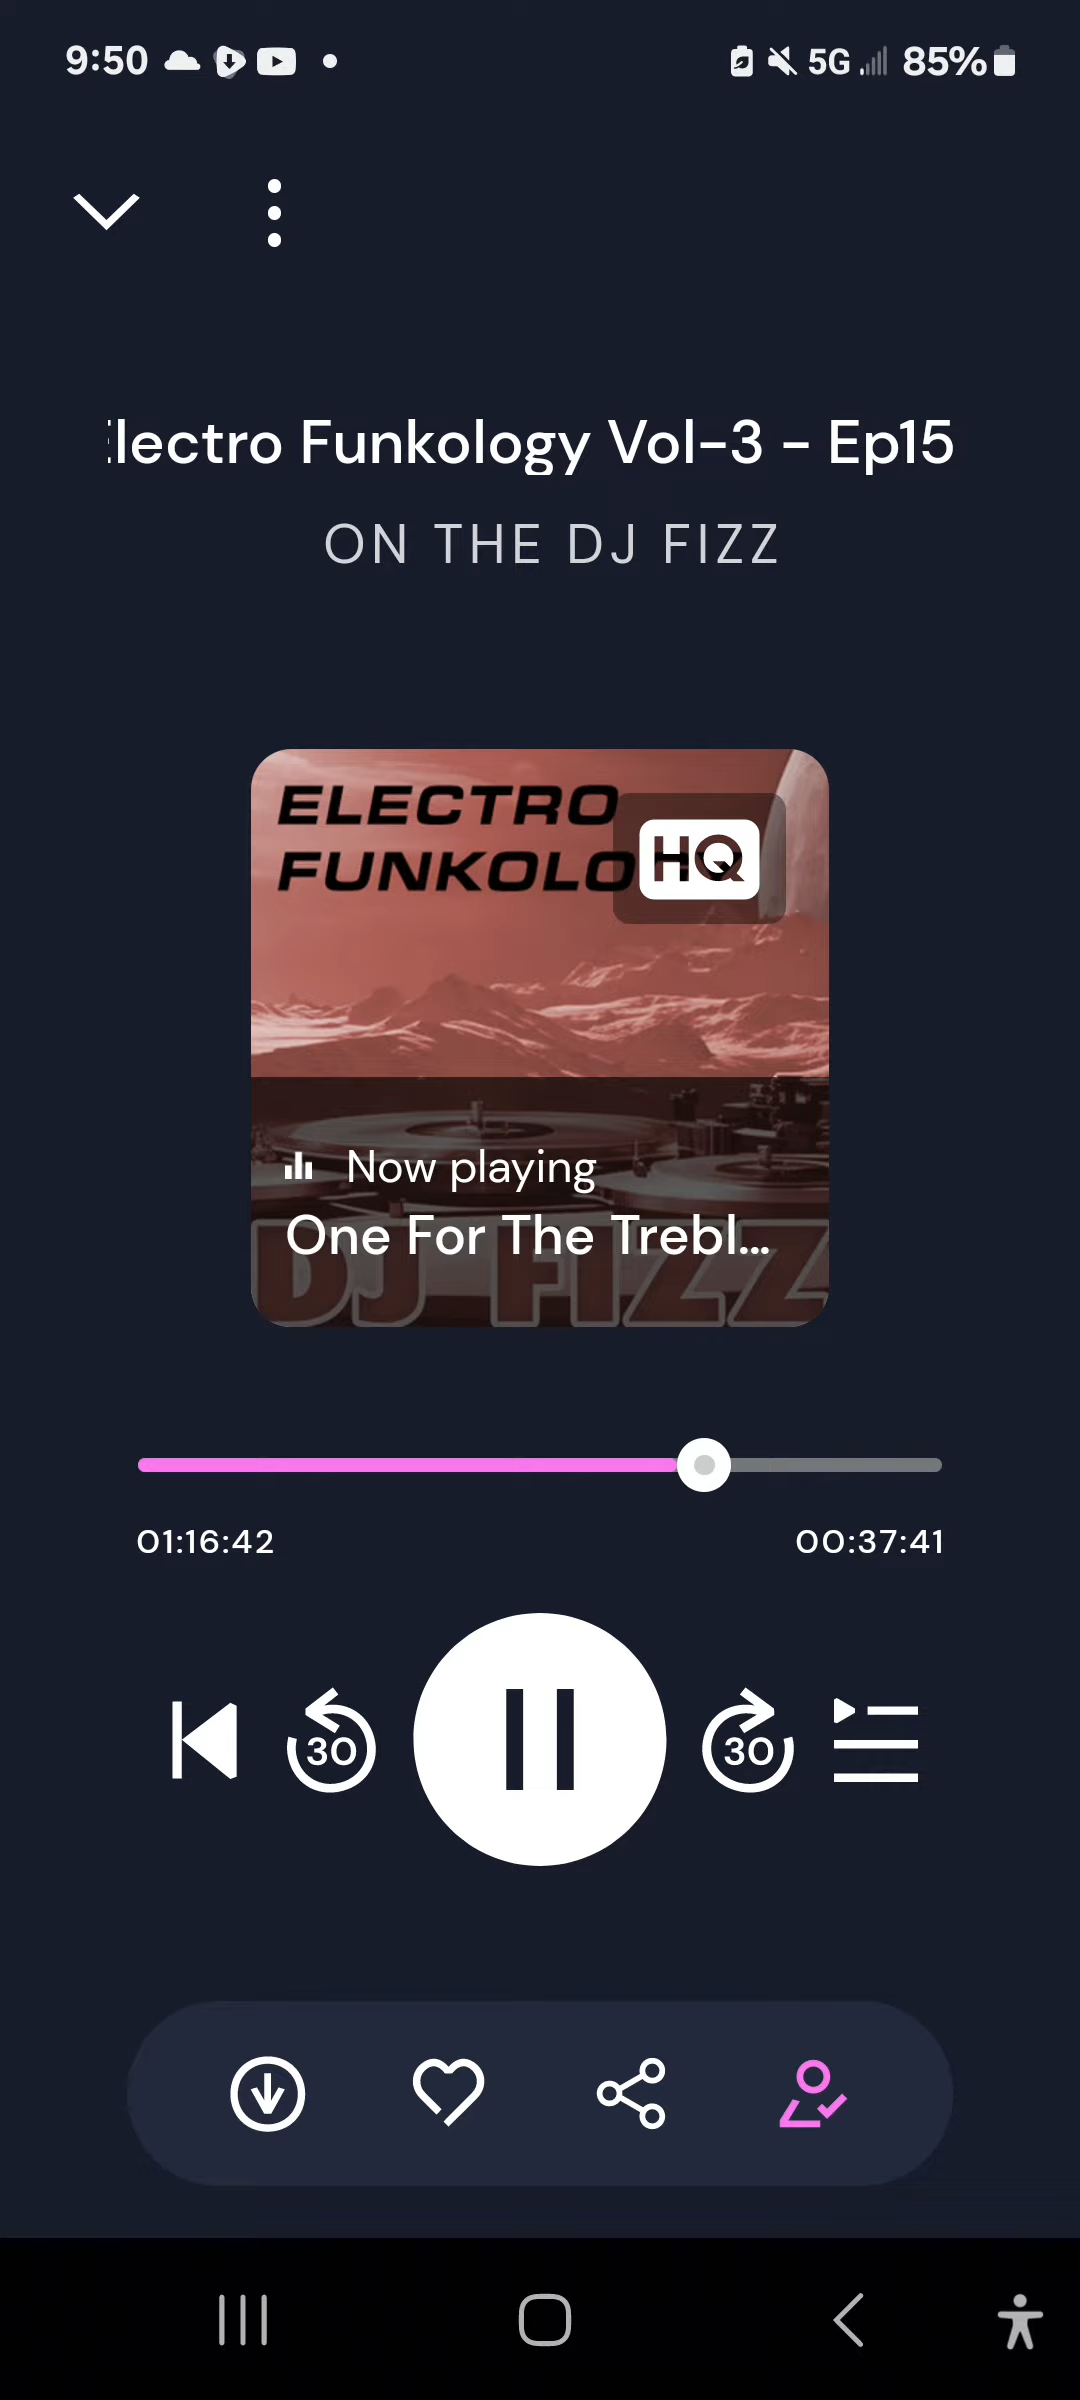 9:50 5G 85%
lectro Funkology Vol-3 - Ep15
ON THE DJ FIZZ
ELECTRO
FUNKOLO HQ
Now playing
One For The Trebl...
DJ FIZZ
01:16:42 00:37:41
30 30